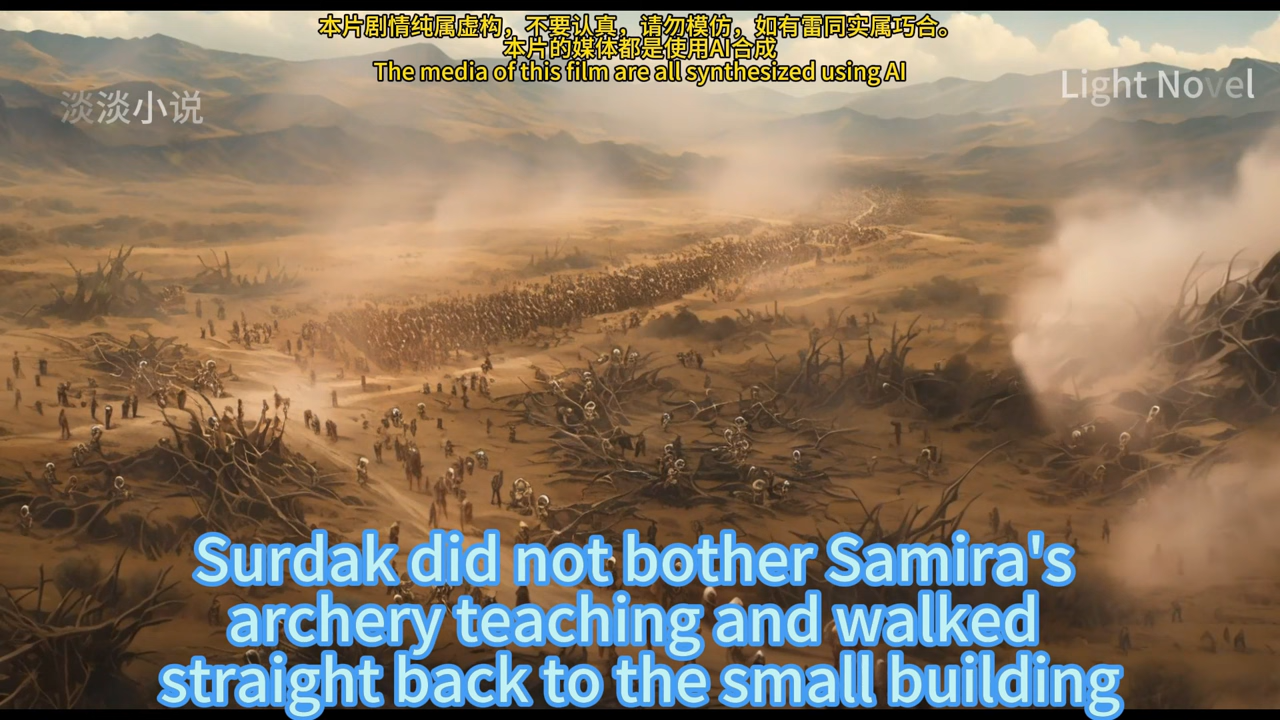 本片剧情纯属虚构，不要认真，请勿模仿，如有雷同实属巧合。
本片的媒体都是使用AI合成
The media of this film are all synthesized using AI
淡淡小说
Light Novel
Surdak did not bother Samira's
archery teaching and walked
straight back to the small building